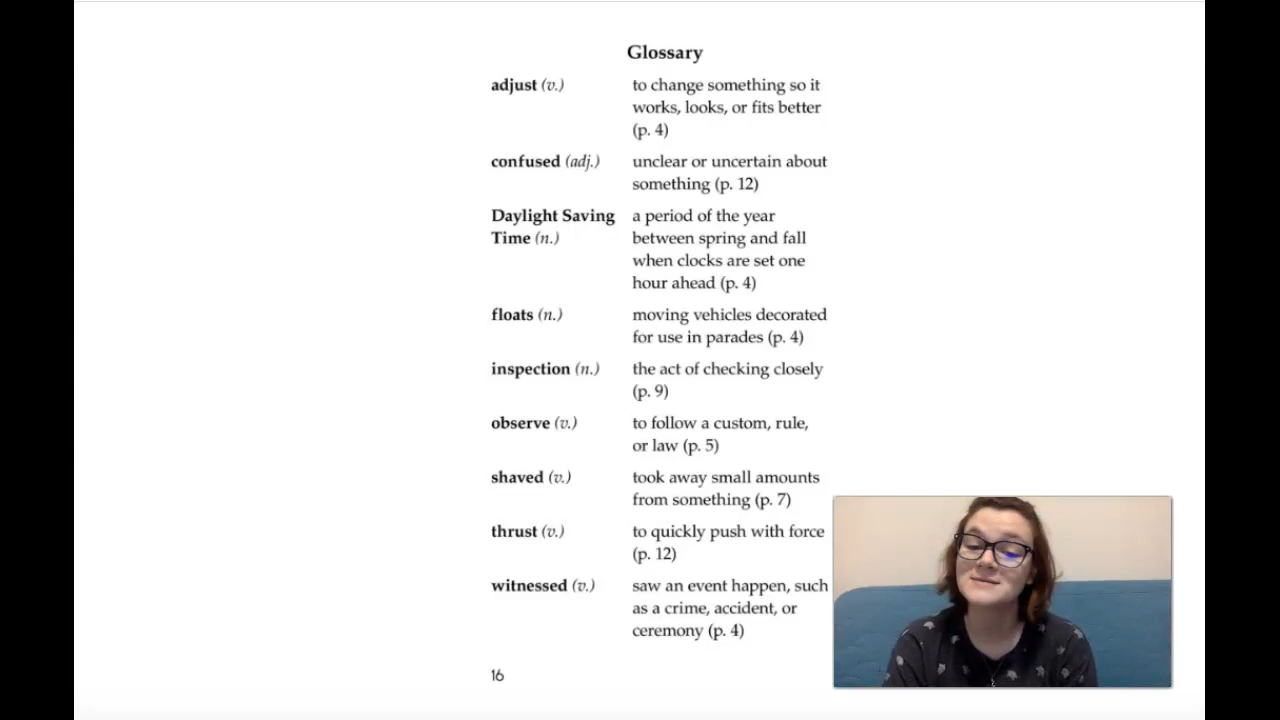 Glossary
adjust (v.) to change something so it
works, looks, or fits better
(p. 4)
confused (adj.) unclear or uncertain about
something (p. 12)
Daylight Saving a period of the year
Time (n.) between spring and fall
when clocks are set one
hour ahead (p. 4)
floats (n.) moving vehicles decorated
for use in parades (p. 4)
inspection (n.) the act of checking closely
(p. 9)
observe (v.) to follow a custom, rule,
or law (p. 5)
shaved (v.) took away small amounts
from something (p. 7)
thrust (v.) to quickly push with force
(p. 12)
witnessed (v.) saw an event happen, such
as a crime, accident, or
ceremony (p. 4)
16